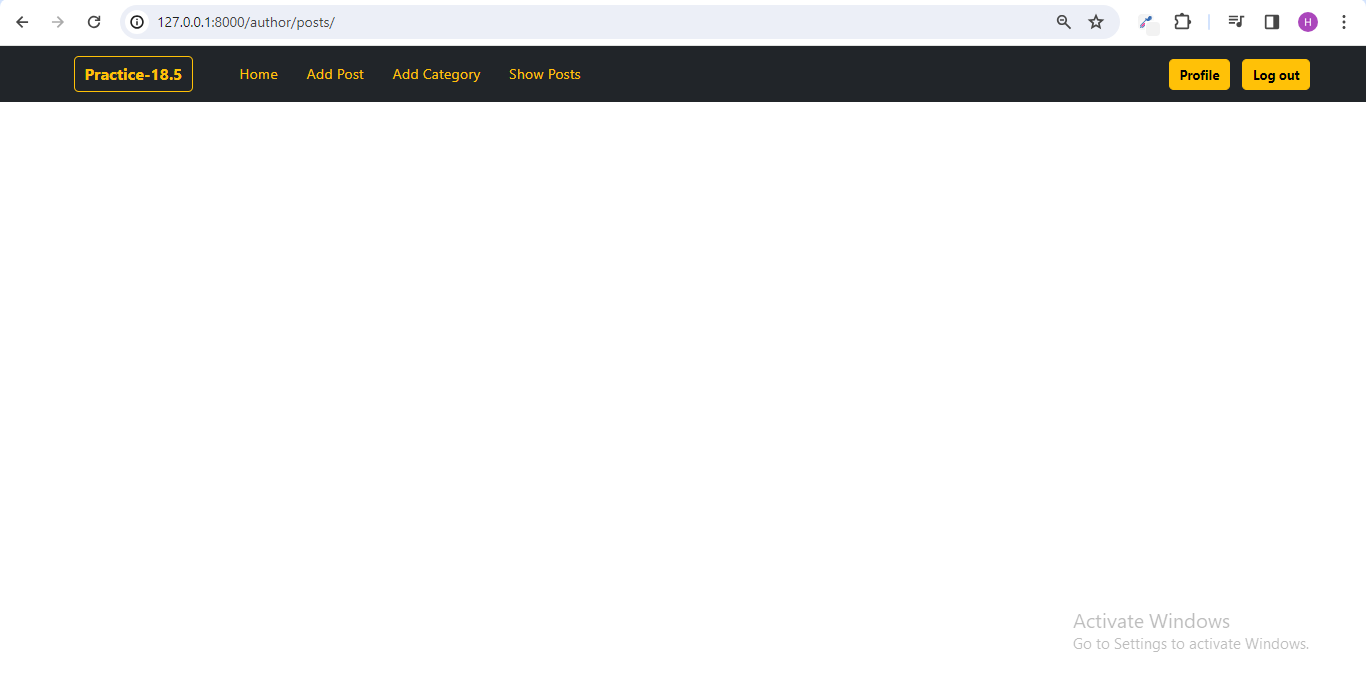 127.0.0.1:8000/author/posts/
H
Practice-18.5 Home Add Post Add Category Show Posts Profile Log out
Activate Windows
Go to Settings to activate Windows.